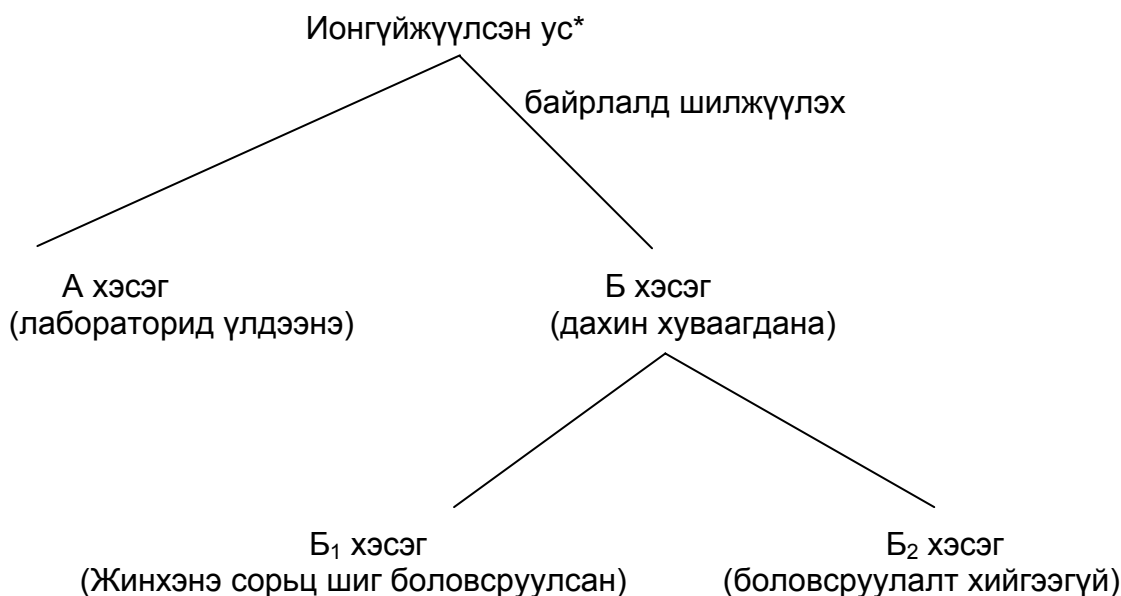 Ионгүйжүүлсэн ус*
байрлалд шилжүүлэх
А хэсэг
(лабораторид үлдээнэ)
Б хэсэг
(дахин хуваагдана)
Б₁ хэсэг
(Жинхэнэ сорьц шиг боловсруулсан)
Б₂ хэсэг
(боловсруулалт хийгээгүй)